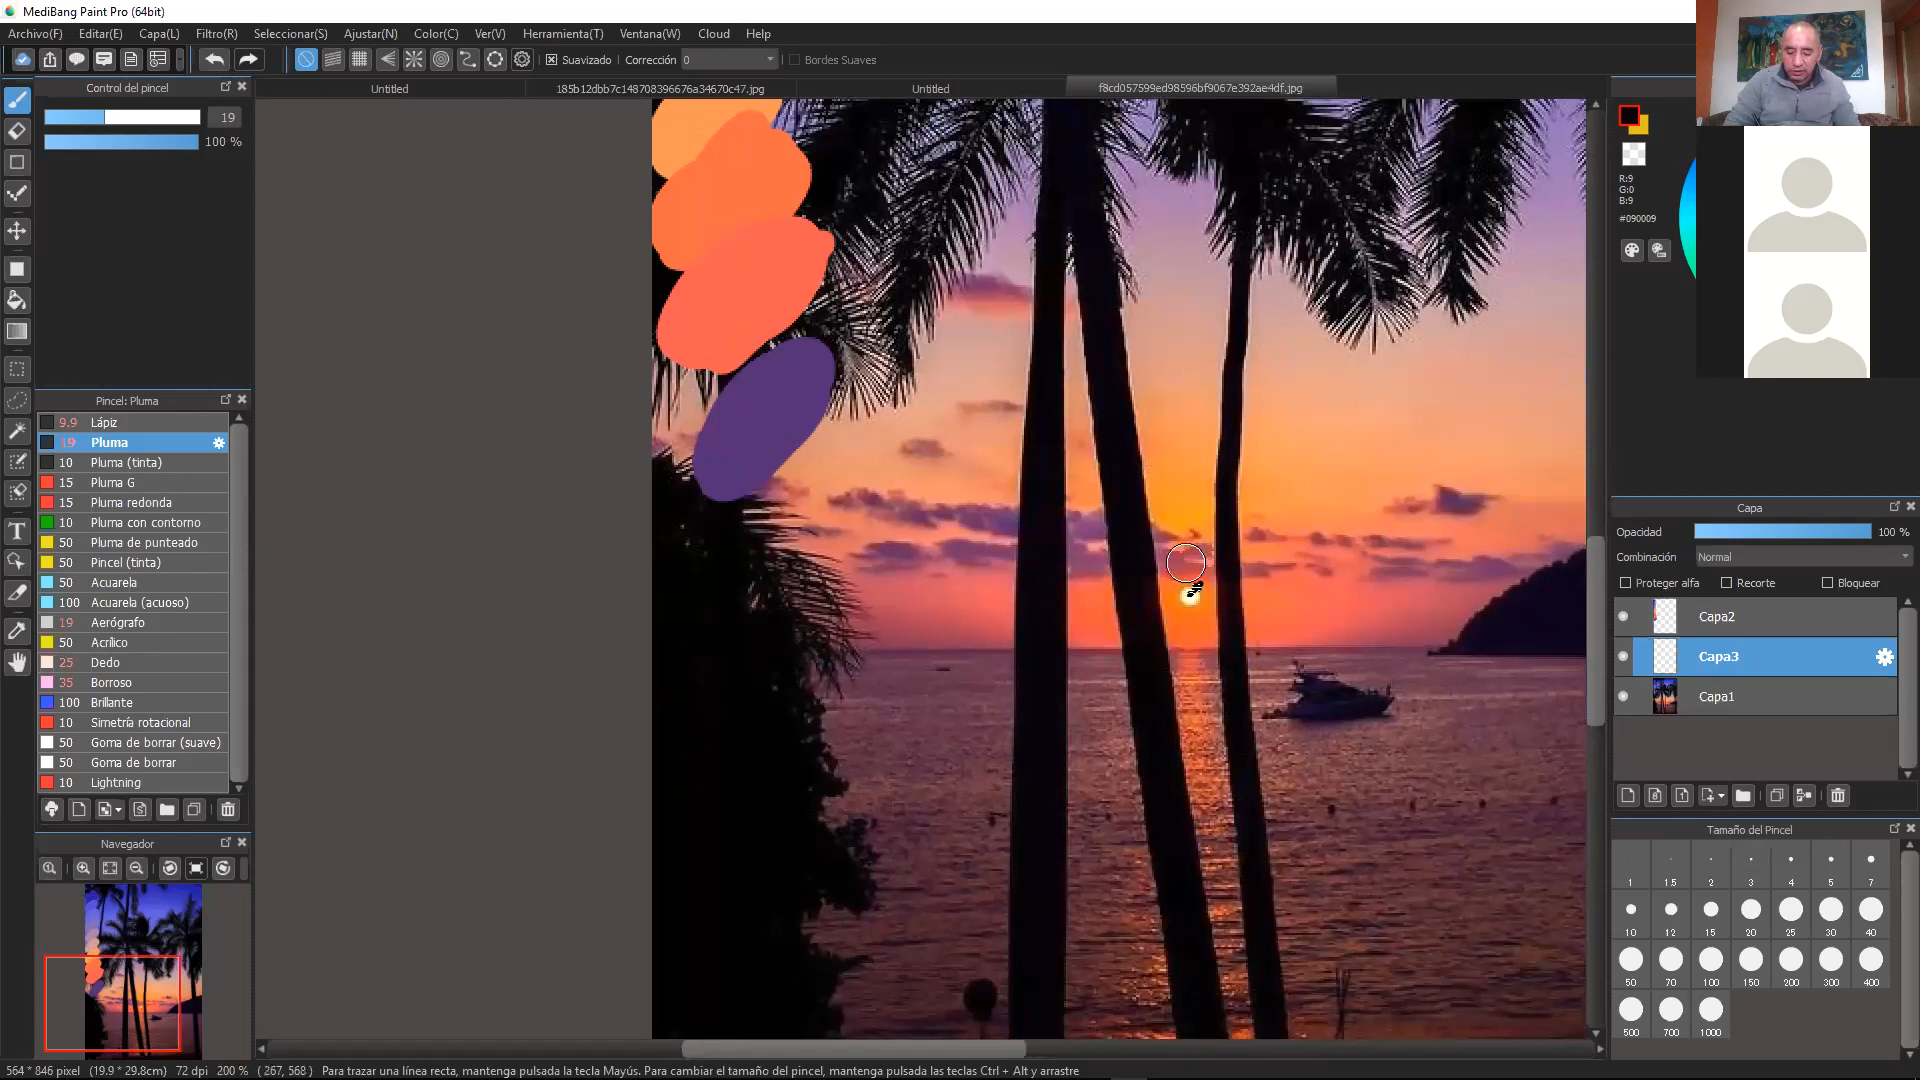 MediBang Paint Pro (64bit)
Archivo(F) Editar(E) Capa(L) Filtro(R) Seleccionar(S) Ajustar(N) Color(C) Ver(V) Herramienta(T) Ventana(W) Cloud Help
Suavizado Corrección 0 Bordes Suaves
Control del pincel
19
100 %
Untitled
185b12dbb7c148708396676a34670c47.jpg
Untitled
f8cd057599ed98596bf9067e392ae4df.jpg
R:9
G:0
B:9
#090009
Pincel: Pluma
9.9 Lápiz
19 Pluma
10 Pluma (tinta)
15 Pluma G
15 Pluma redonda
10 Pluma con contorno
50 Pluma de punteado
50 Pincel (tinta)
50 Acuarela
100 Acuarela (acuoso)
19 Aerógrafo
50 Acrílico
25 Dedo
35 Borroso
100 Brillante
10 Simetría rotacional
50 Goma de borrar (suave)
50 Goma de borrar
10 Lightning
Navegador
Capa
Opacidad 100 %
Combinación Normal
Proteger alfa Recorte Bloquear
Capa2
Capa3
Capa1
Tamaño del Pincel
1 1.5 2 3 4 5 7
10 12 15 20 25 30 40
50 70 100 150 200 300 400
500 700 1000
564 * 846 pixel (19.9 * 29.8cm) 72 dpi 200 % ( 267, 568 ) Para trazar una línea recta, mantenga pulsada la tecla Mayús. Para cambiar el tamaño del pincel, mantenga pulsada las teclas Ctrl + Alt y arrastre